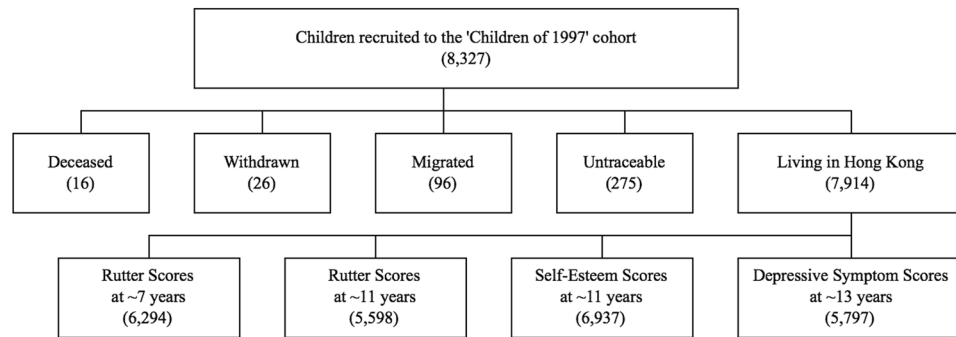 Children recruited to the 'Children of 1997' cohort
(8,327)
Deceased
(16)
Withdrawn
(26)
Migrated
(96)
Untraceable
(275)
Living in Hong Kong
(7,914)
Rutter Scores
at ~7 years
(6,294)
Rutter Scores
at ~11 years
(5,598)
Self-Esteem Scores
at ~11 years
(6,937)
Depressive Symptom Scores
at ~13 years
(5,797)